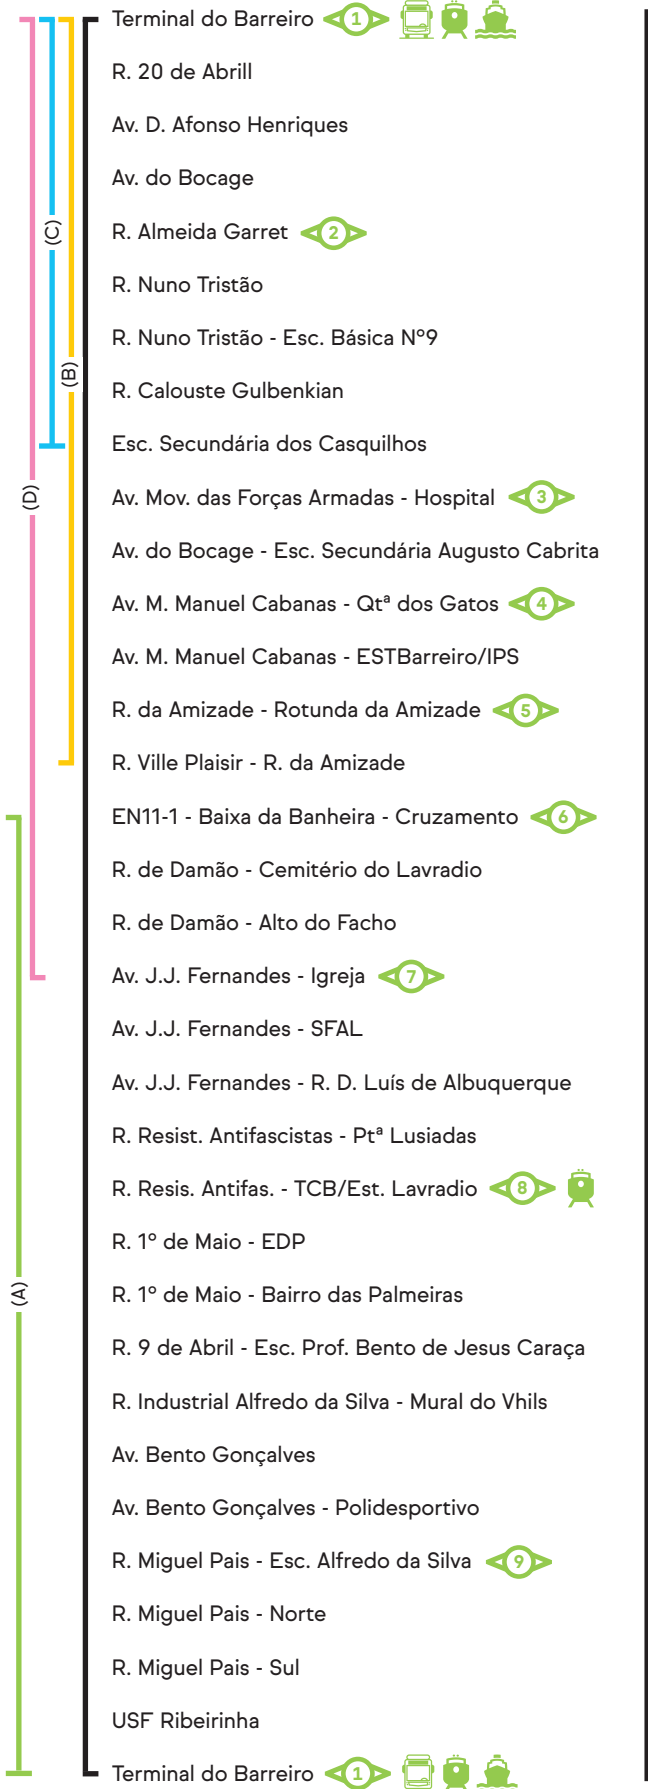 Terminal do Barreiro 1
R. 20 de Abrill
Av. D. Afonso Henriques
Av. do Bocage
R. Almeida Garret 2
(C)
R. Nuno Tristão
R. Nuno Tristão - Esc. Básica Nº9
(B)
R. Calouste Gulbenkian
Esc. Secundária dos Casquilhos
(D)
Av. Mov. das Forças Armadas - Hospital 3
Av. do Bocage - Esc. Secundária Augusto Cabrita
Av. M. Manuel Cabanas - Qtª dos Gatos 4
Av. M. Manuel Cabanas - ESTBarreiro/IPS
R. da Amizade - Rotunda da Amizade 5
R. Ville Plaisir - R. da Amizade
EN11-1 - Baixa da Banheira - Cruzamento 6
R. de Damão - Cemitério do Lavradio
R. de Damão - Alto do Facho
Av. J.J. Fernandes - Igreja 7
Av. J.J. Fernandes - SFAL
Av. J.J. Fernandes - R. D. Luís de Albuquerque
R. Resist. Antifascistas - Ptª Lusiadas
R. Resis. Antifas. - TCB/Est. Lavradio 8
R. 1º de Maio - EDP
(A)
R. 1º de Maio - Bairro das Palmeiras
R. 9 de Abril - Esc. Prof. Bento de Jesus Caraça
R. Industrial Alfredo da Silva - Mural do Vhils
Av. Bento Gonçalves
Av. Bento Gonçalves - Polidesportivo
R. Miguel Pais - Esc. Alfredo da Silva 9
R. Miguel Pais - Norte
R. Miguel Pais - Sul
USF Ribeirinha
Terminal do Barreiro 1